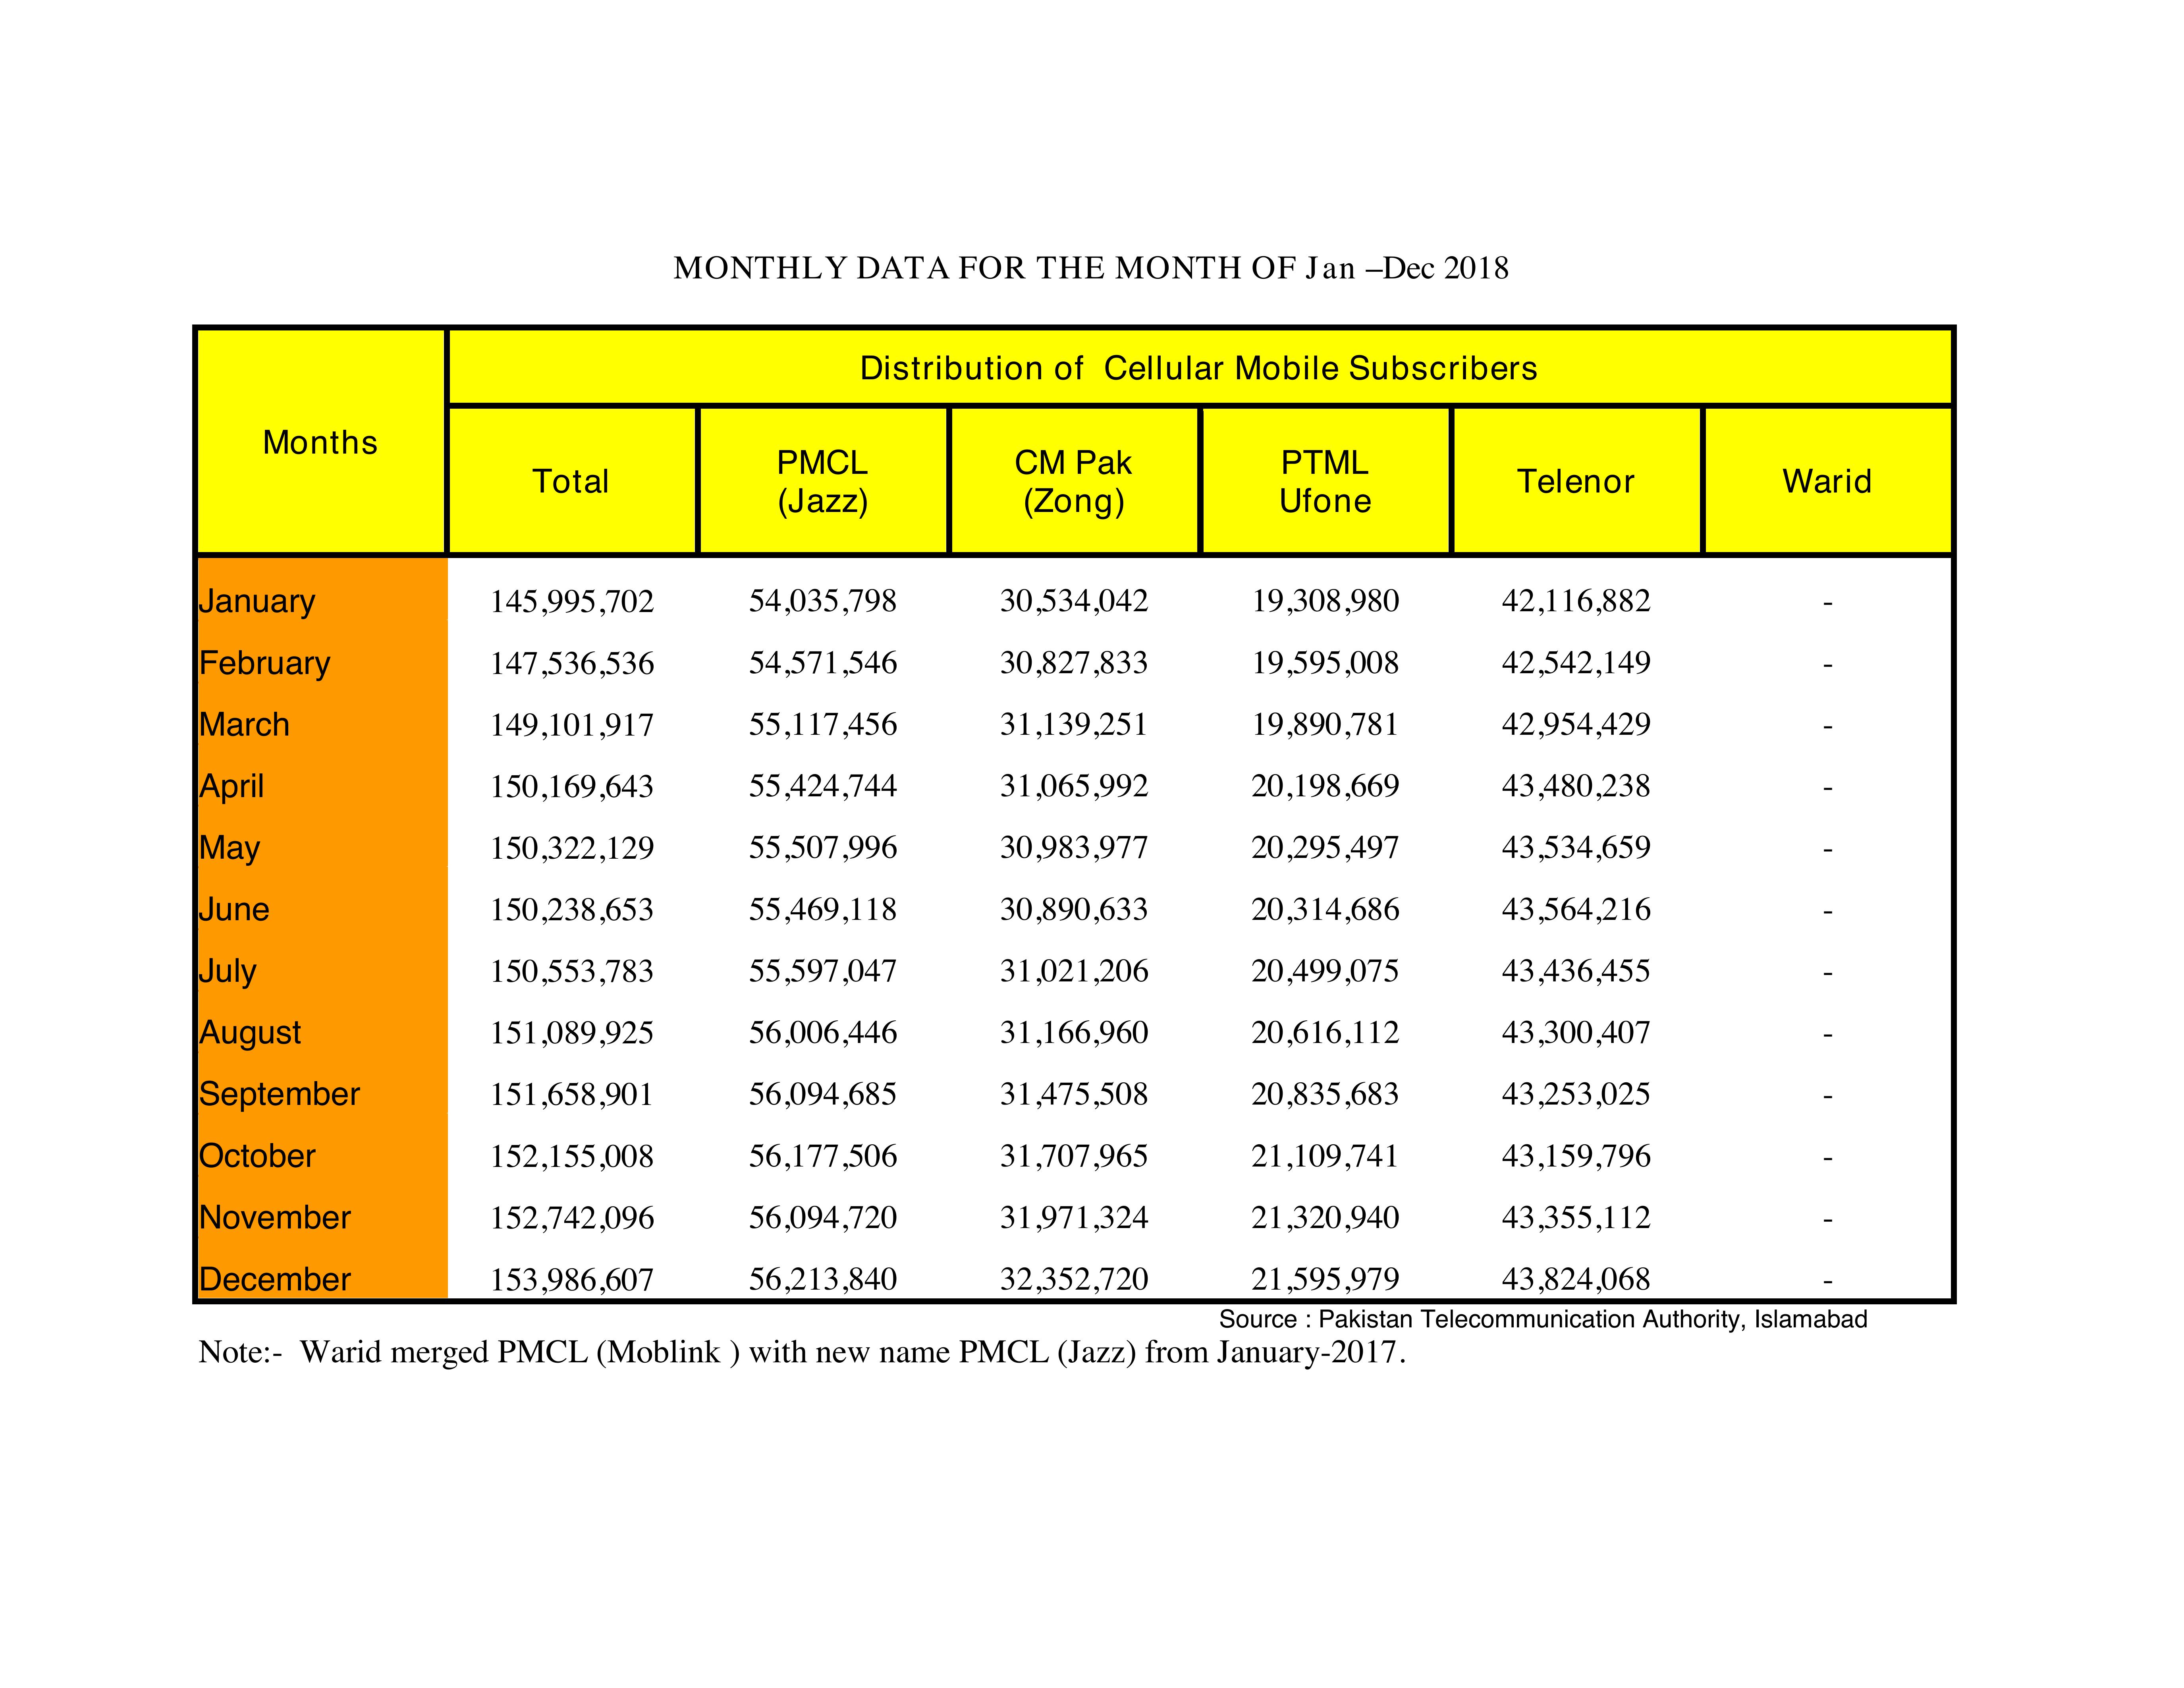 MONTHLY DATA FOR THE MONTH OF Jan –Dec 2018
Months
Distribution of Cellular Mobile Subscribers
Total
PMCL
(Jazz)
CM Pak
(Zong)
PTML
Ufone
Telenor
Warid
January 145,995,702 54,035,798 30,534,042 19,308,980 42,116,882 -
February 147,536,536 54,571,546 30,827,833 19,595,008 42,542,149 -
March 149,101,917 55,117,456 31,139,251 19,890,781 42,954,429 -
April 150,169,643 55,424,744 31,065,992 20,198,669 43,480,238 -
May 150,322,129 55,507,996 30,983,977 20,295,497 43,534,659 -
June 150,238,653 55,469,118 30,890,633 20,314,686 43,564,216 -
July 150,553,783 55,597,047 31,021,206 20,499,075 43,436,455 -
August 151,089,925 56,006,446 31,166,960 20,616,112 43,300,407 -
September 151,658,901 56,094,685 31,475,508 20,835,683 43,253,025 -
October 152,155,008 56,177,506 31,707,965 21,109,741 43,159,796 -
November 152,742,096 56,094,720 31,971,324 21,320,940 43,355,112 -
December 153,986,607 56,213,840 32,352,720 21,595,979 43,824,068 -
Source : Pakistan Telecommunication Authority, Islamabad
Note:- Warid merged PMCL (Moblink ) with new name PMCL (Jazz) from January-2017.